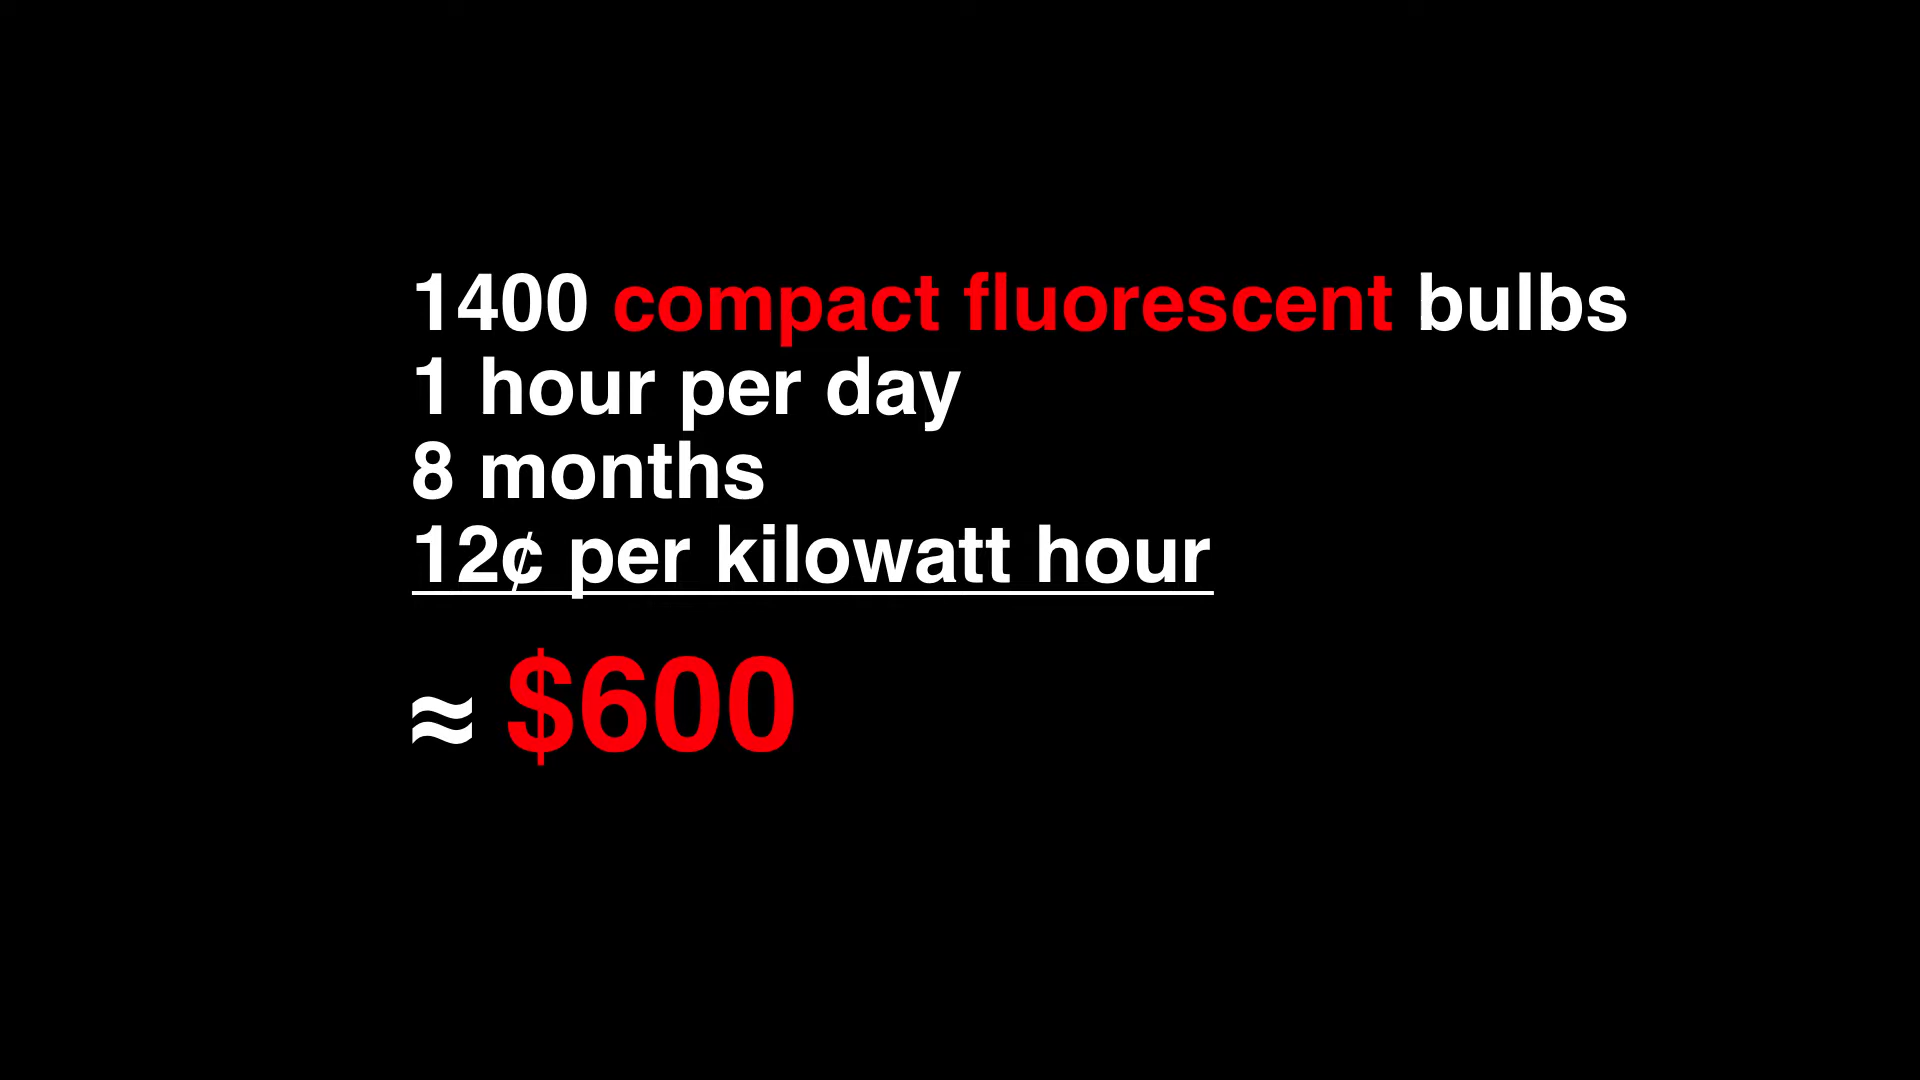 1400 compact fluorescent bulbs
1 hour per day
8 months
12¢ per kilowatt hour
≈ $600